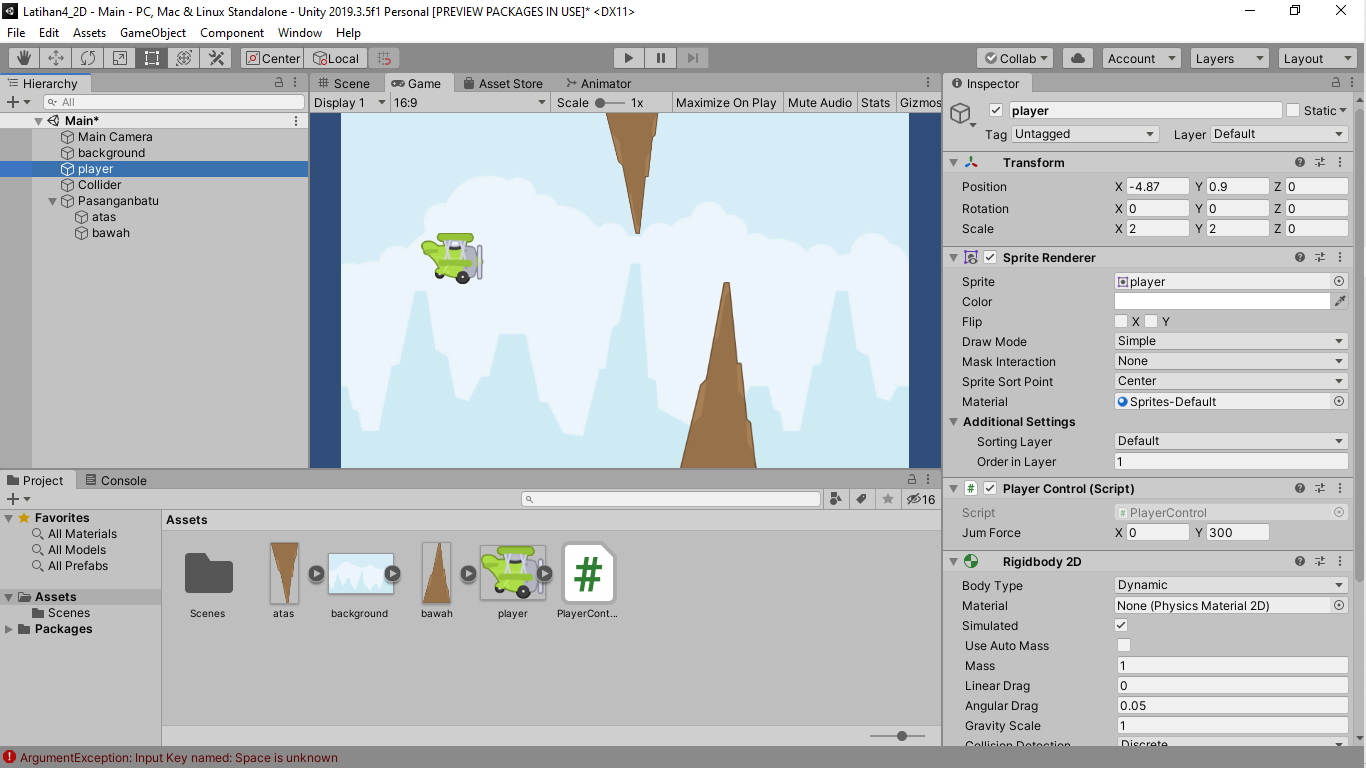 Latihan4_2D - Main - PC, Mac & Linux Standalone - Unity 2019.3.5f1 Personal [PREVIEW PACKAGES IN USE]* <DX11>
File Edit Assets GameObject Component Window Help
Center Local Collab Account Layers Layout
Hierarchy
All
Main*
Main Camera
background
player
Collider
Pasanganbatu
atas
bawah
Scene Game Asset Store Animator
Display 1 16:9 Scale 1x Maximize On Play Mute Audio Stats Gizmos
Inspector
player Static
Tag Untagged Layer Default
Transform
Position X -4.87 Y 0.9 Z 0
Rotation X 0 Y 0 Z 0
Scale X 2 Y 2 Z 0
Sprite Renderer
Sprite player
Color
Flip X Y
Draw Mode Simple
Mask Interaction None
Sprite Sort Point Center
Material Sprites-Default
Additional Settings
Sorting Layer Default
Order in Layer 1
# Player Control (Script)
Script # PlayerControl
Jum Force X 0 Y 300
Rigidbody 2D
Body Type Dynamic
Material None (Physics Material 2D)
Simulated
Use Auto Mass
Mass 1
Linear Drag 0
Angular Drag 0.05
Gravity Scale 1
Collision Detection Discrete
Project Console
16
Favorites
All Materials
All Models
All Prefabs
Assets
Scenes
Packages
Assets
#
Scenes atas background bawah player PlayerCont...
ArgumentException: Input Key named: Space is unknown